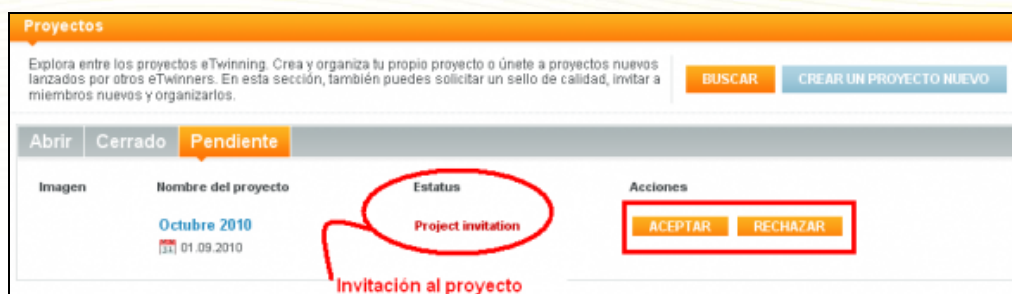 Proyectos
Explora entre los proyectos eTwinning. Crea y organiza tu propio proyecto o únete a proyectos nuevos
lanzados por otros eTwinners. En esta sección, también puedes solicitar un sello de calidad, invitar a
miembros nuevos y organizarlos.
BUSCAR CREAR UN PROYECTO NUEVO
Abrir Cerrado Pendiente
Imagen Nombre del proyecto Estatus Acciones
Octubre 2010 Project invitation ACEPTAR RECHAZAR
01.09.2010
Invitación al proyecto